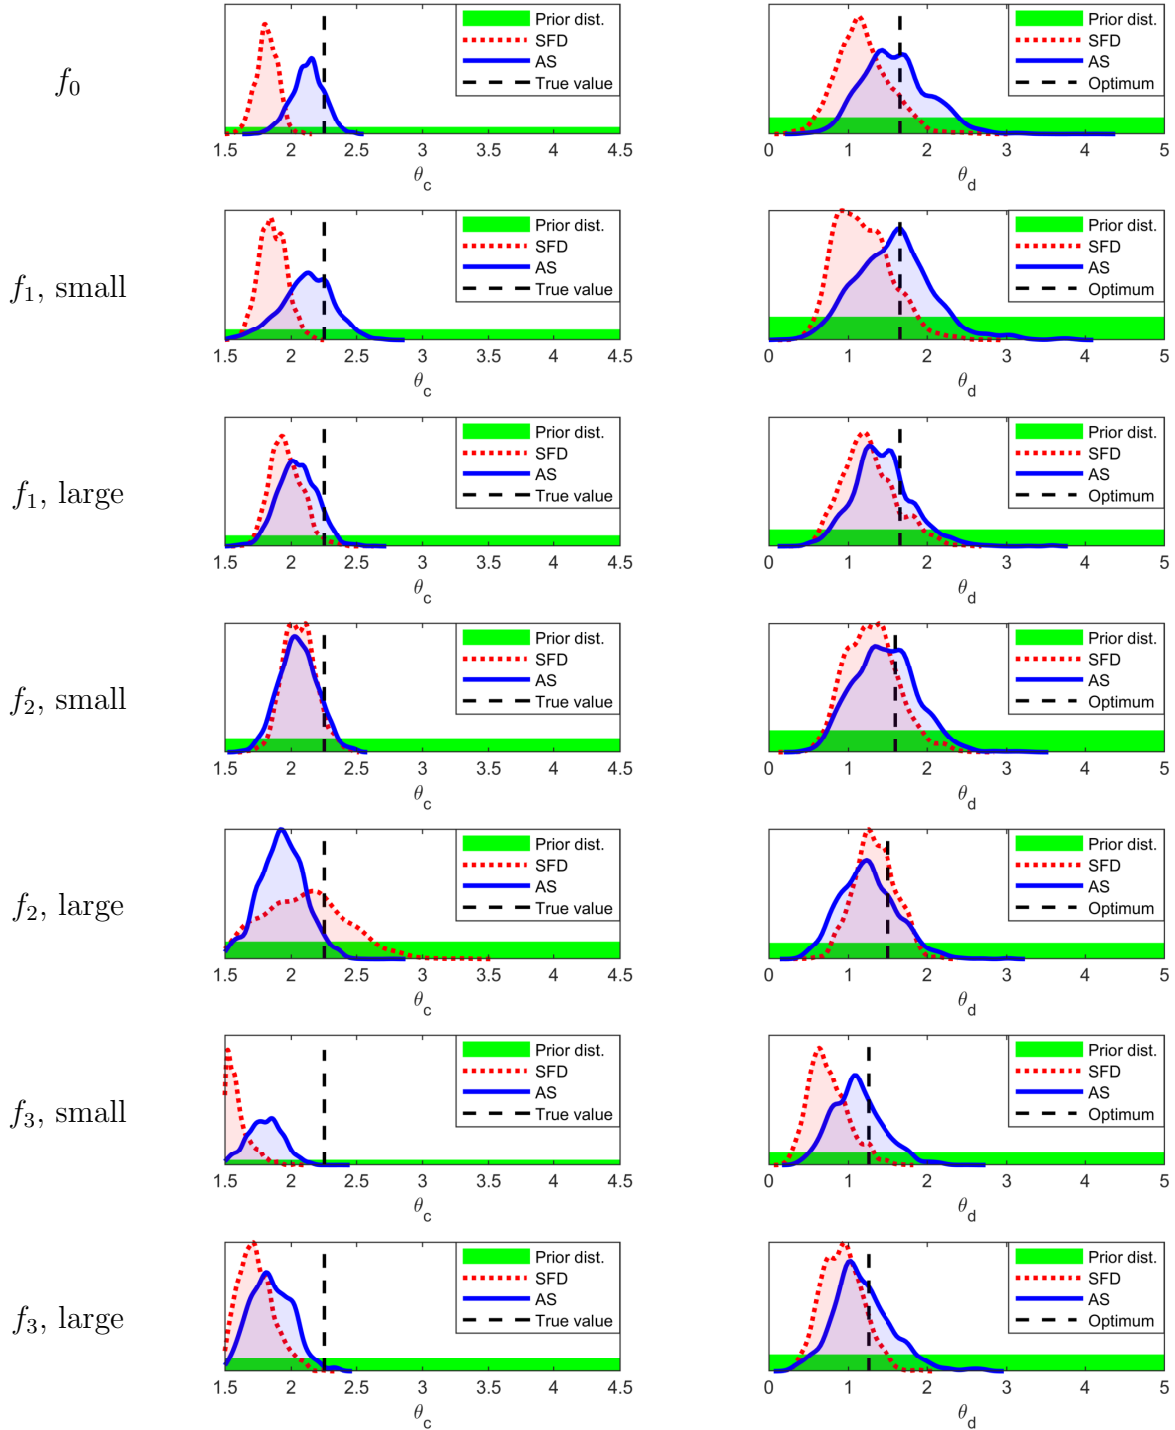 f0
Prior dist.
SFD
AS
True value
1.5 2 2.5 3 3.5 4 4.5
θc
Prior dist.
SFD
AS
Optimum
0 1 2 3 4 5
θd
f1, small
Prior dist.
SFD
AS
True value
1.5 2 2.5 3 3.5 4 4.5
θc
Prior dist.
SFD
AS
Optimum
0 1 2 3 4 5
θd
f1, large
Prior dist.
SFD
AS
True value
1.5 2 2.5 3 3.5 4 4.5
θc
Prior dist.
SFD
AS
Optimum
0 1 2 3 4 5
θd
f2, small
Prior dist.
SFD
AS
True value
1.5 2 2.5 3 3.5 4 4.5
θc
Prior dist.
SFD
AS
Optimum
0 1 2 3 4 5
θd
f2, large
Prior dist.
SFD
AS
True value
1.5 2 2.5 3 3.5 4 4.5
θc
Prior dist.
SFD
AS
Optimum
0 1 2 3 4 5
θd
f3, small
Prior dist.
SFD
AS
True value
1.5 2 2.5 3 3.5 4 4.5
θc
Prior dist.
SFD
AS
Optimum
0 1 2 3 4 5
θd
f3, large
Prior dist.
SFD
AS
True value
1.5 2 2.5 3 3.5 4 4.5
θc
Prior dist.
SFD
AS
Optimum
0 1 2 3 4 5
θd